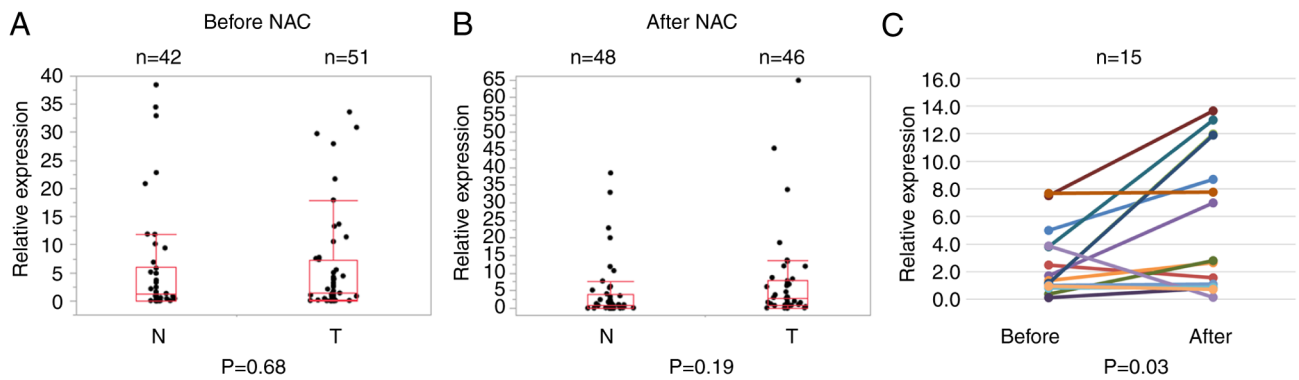 A
Before NAC
n=42
n=51
Relative expression
40
35
30
25
20
15
10
5
0
N
T
P=0.68
B
After NAC
n=48
n=46
Relative expression
65
60
55
50
45
40
35
30
25
20
15
10
5
0
N
T
P=0.19
C
n=15
Relative expression
16.0
14.0
12.0
10.0
8.0
6.0
4.0
2.0
0.0
Before
After
P=0.03